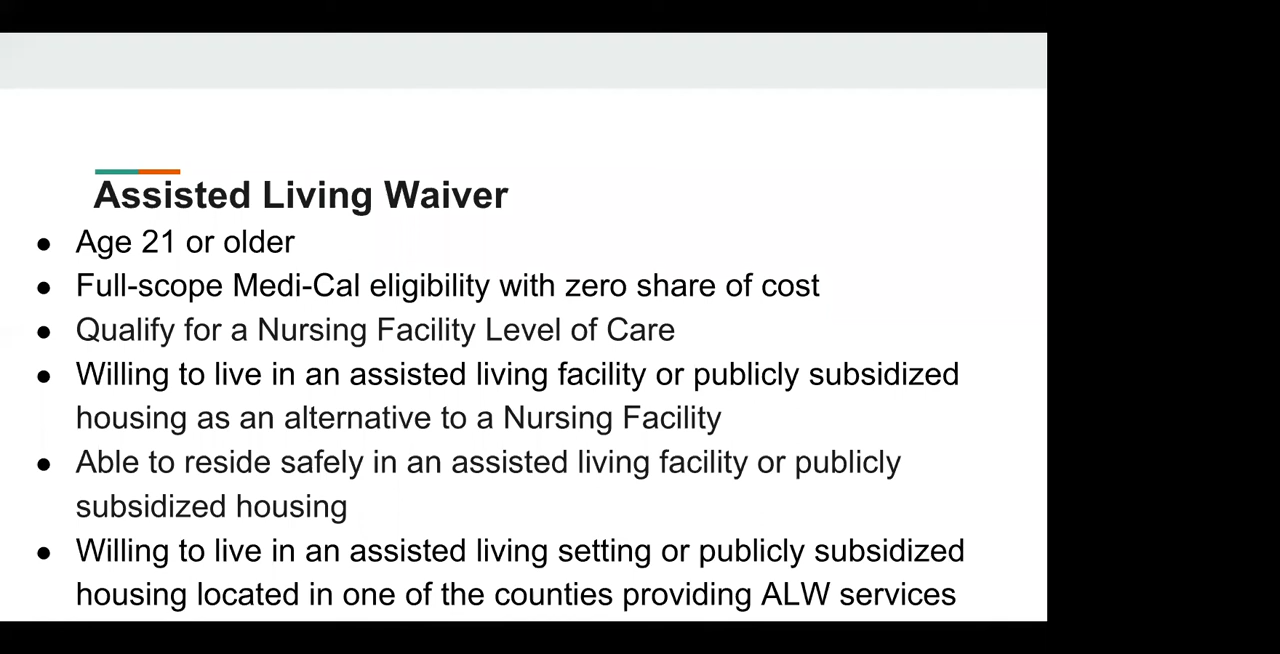 Assisted Living Waiver
● Age 21 or older
● Full-scope Medi-Cal eligibility with zero share of cost
● Qualify for a Nursing Facility Level of Care
● Willing to live in an assisted living facility or publicly subsidized
housing as an alternative to a Nursing Facility
● Able to reside safely in an assisted living facility or publicly
subsidized housing
● Willing to live in an assisted living setting or publicly subsidized
housing located in one of the counties providing ALW services